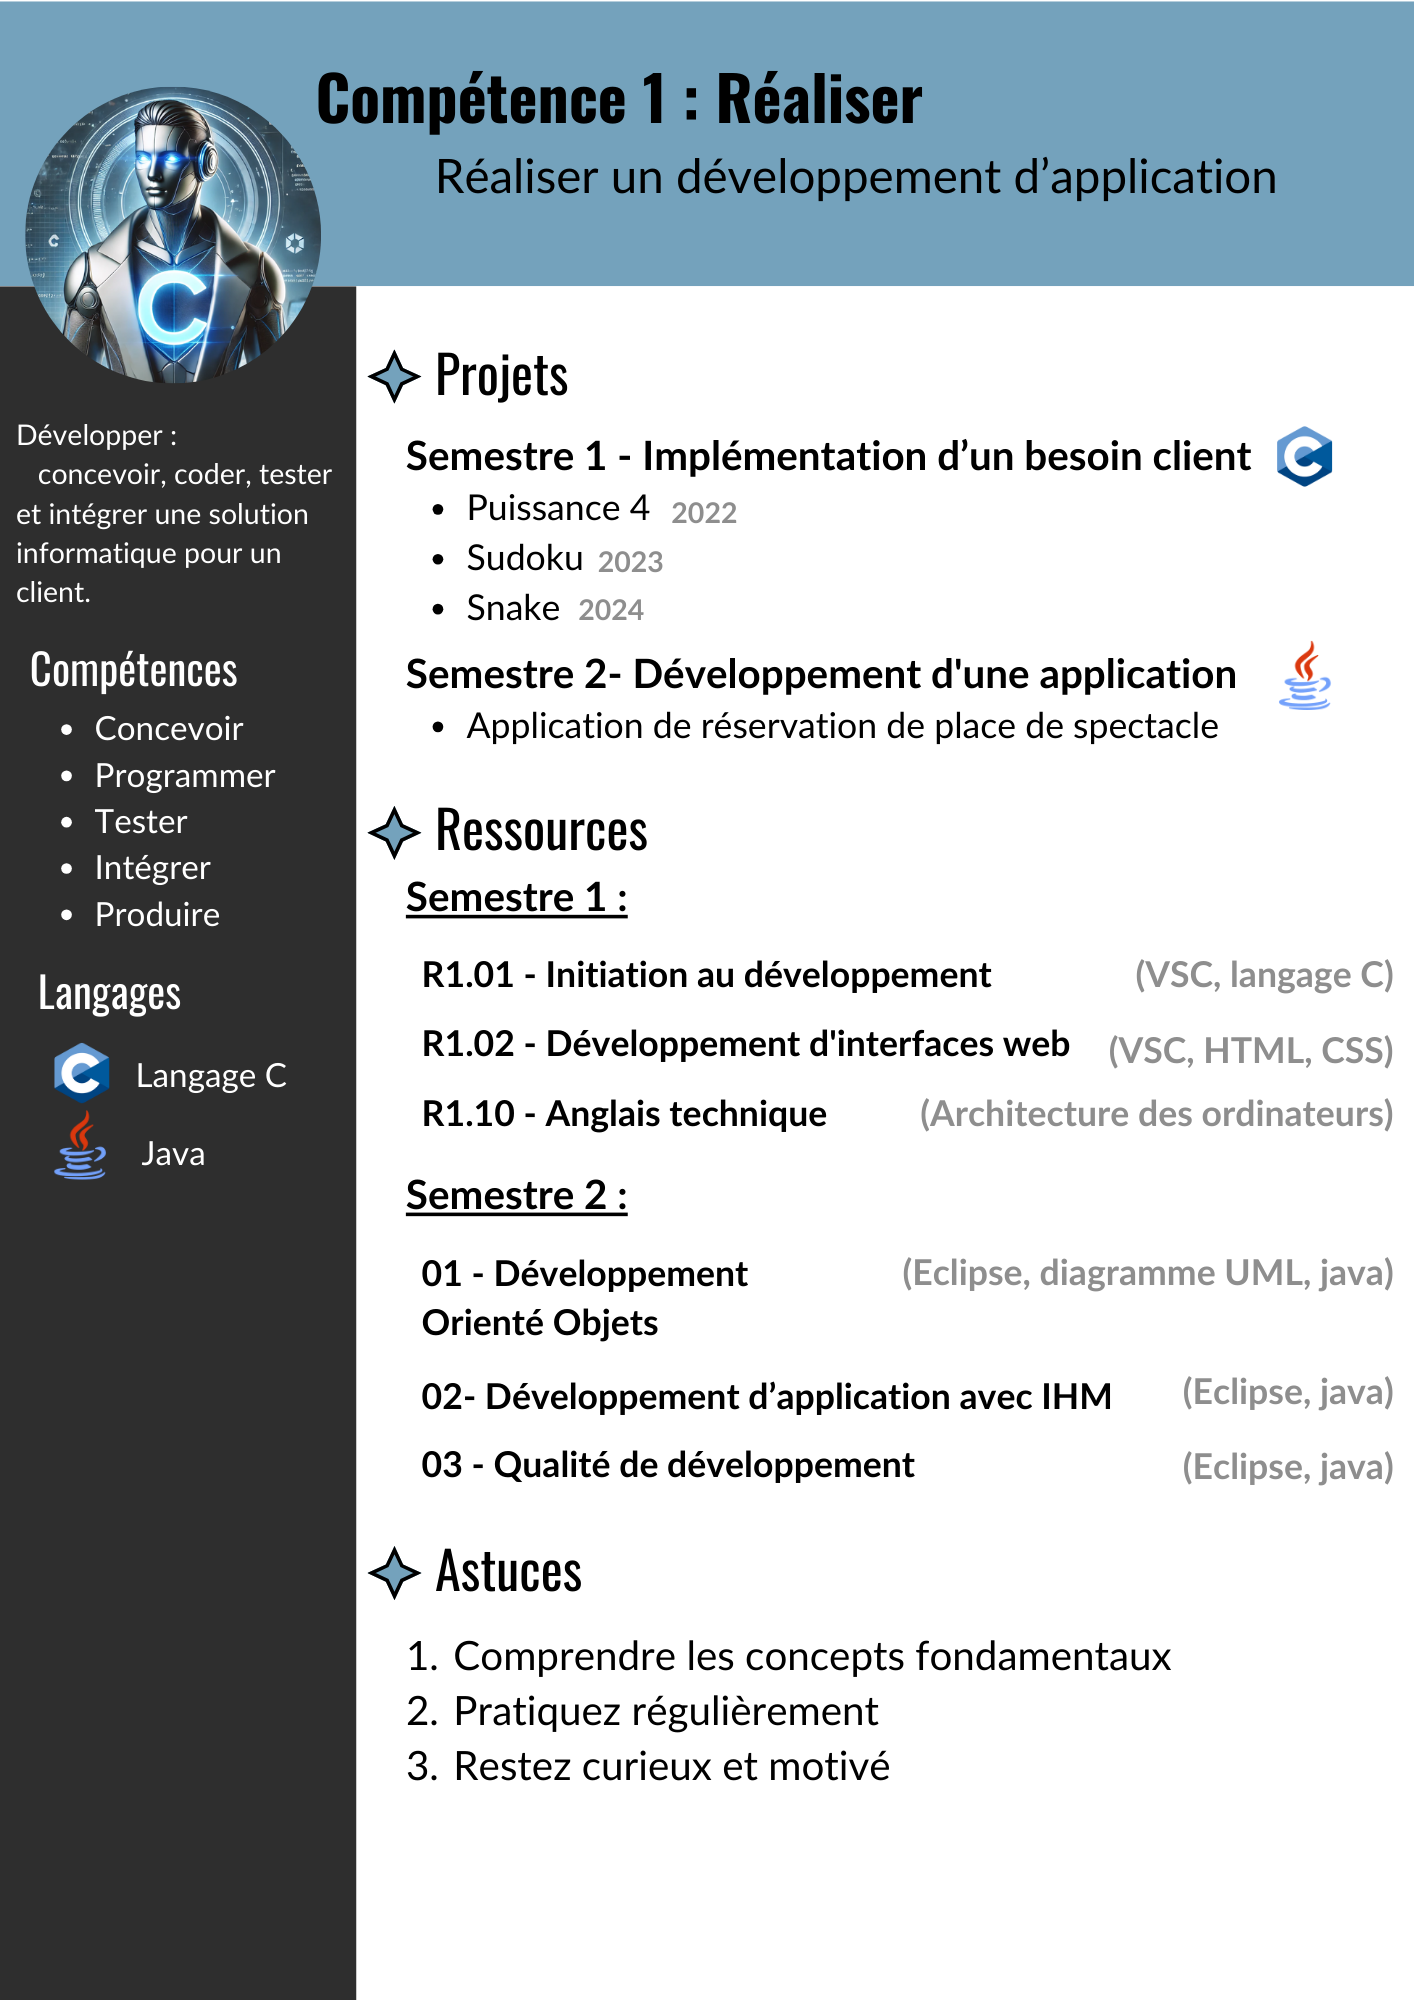 Compétence 1 : Réaliser
Réaliser un développement d’application
C
Développer :
concevoir, coder, tester
et intégrer une solution
informatique pour un
client.
Compétences
• Concevoir
• Programmer
• Tester
• Intégrer
• Produire
Langages
C Langage C
Java
Projets
Semestre 1 - Implémentation d’un besoin client C
• Puissance 4 2022
• Sudoku 2023
• Snake 2024
Semestre 2- Développement d'une application
• Application de réservation de place de spectacle
Ressources
Semestre 1 :
R1.01 - Initiation au développement (VSC, langage C)
R1.02 - Développement d'interfaces web (VSC, HTML, CSS)
R1.10 - Anglais technique (Architecture des ordinateurs)
Semestre 2 :
01 - Développement (Eclipse, diagramme UML, java)
Orienté Objets
02- Développement d’application avec IHM (Eclipse, java)
03 - Qualité de développement (Eclipse, java)
Astuces
1. Comprendre les concepts fondamentaux
2. Pratiquez régulièrement
3. Restez curieux et motivé